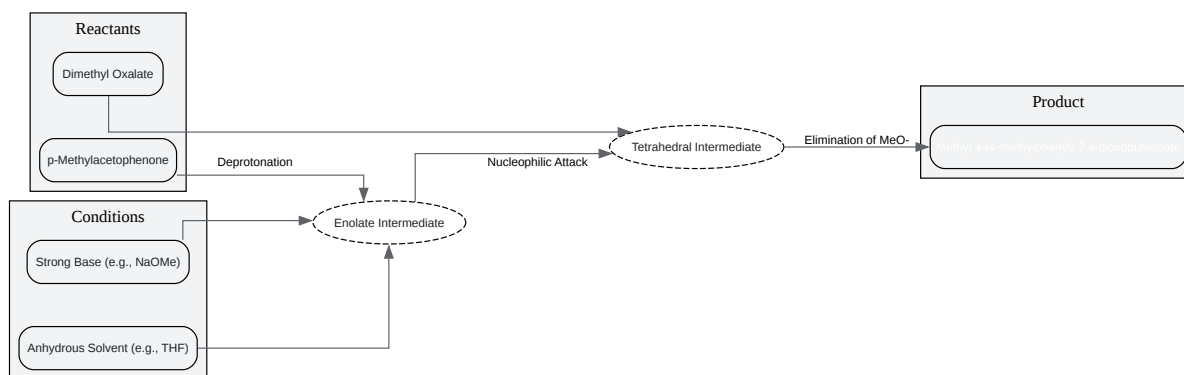 Reactants
Dimethyl Oxalate
p-Methylacetophenone
Conditions
Strong Base (e.g., NaOMe)
Anhydrous Solvent (e.g., THF)
Deprotonation
Enolate Intermediate
Nucleophilic Attack
Tetrahedral Intermediate
Elimination of MeO-
Product
Methyl 4-(4-methylphenyl)-2,4-dioxobutanoate